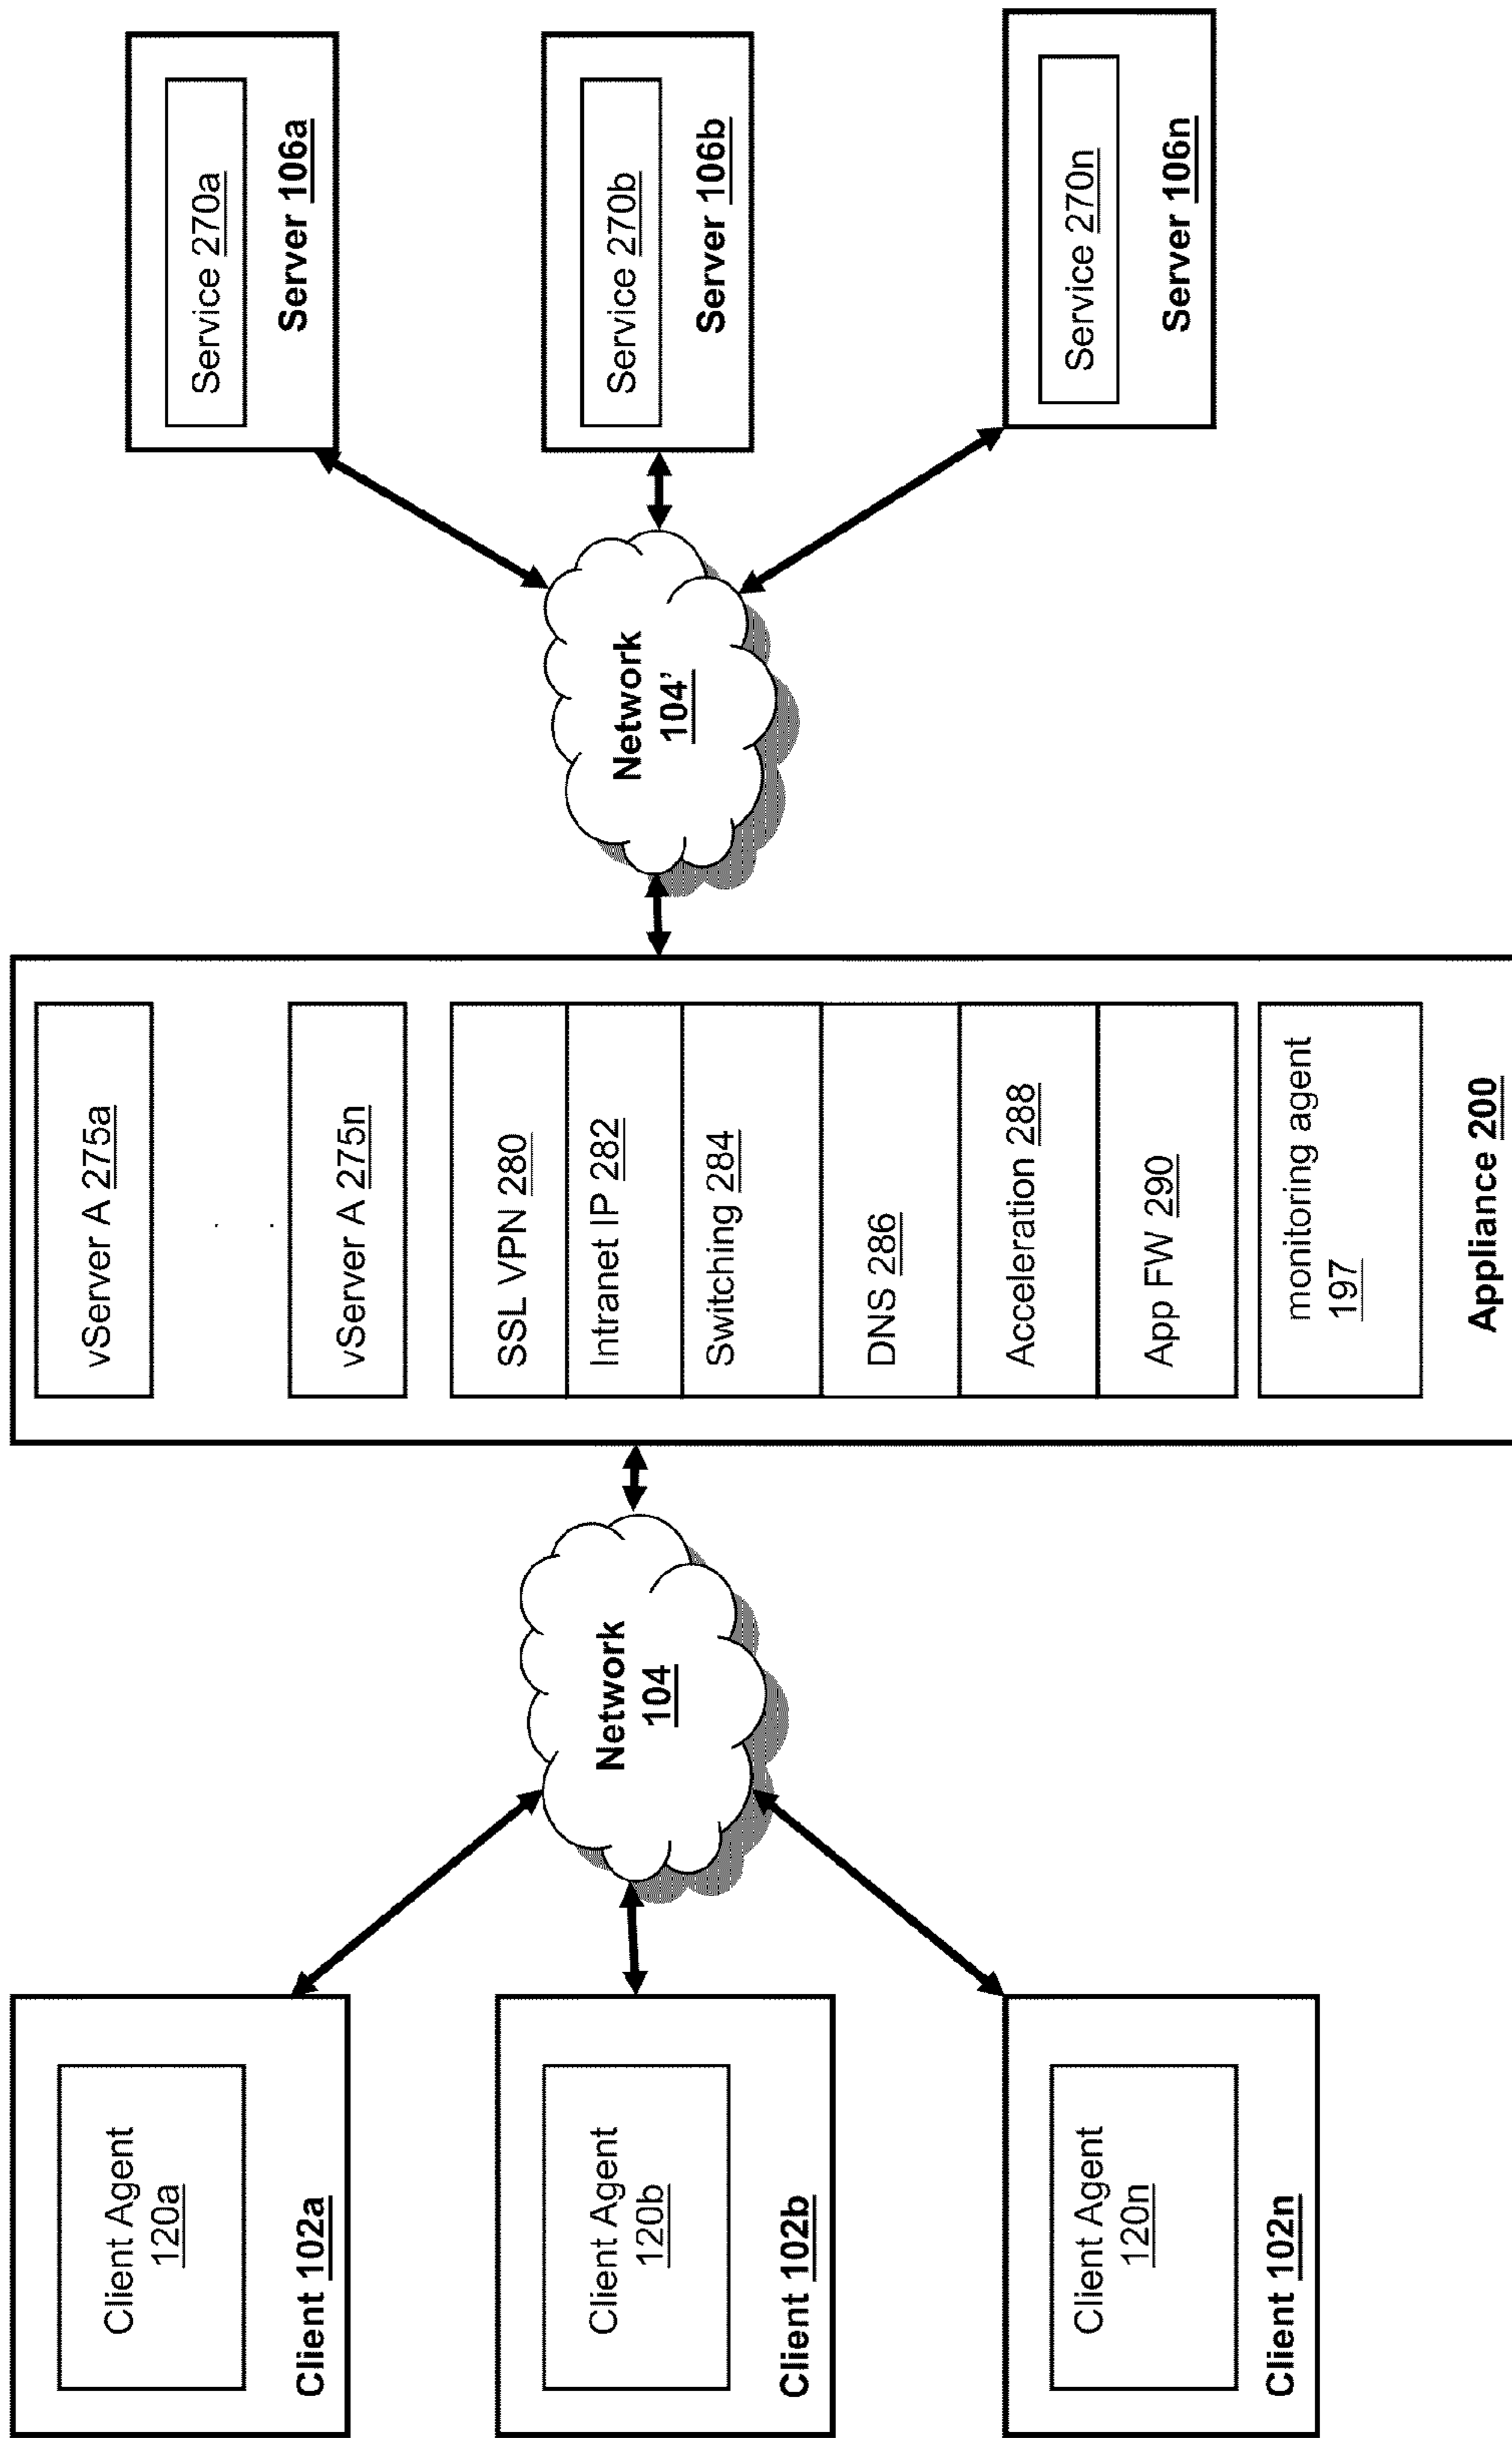 Client Agent
120a
Client 102a
Client Agent
120b
Client 102b
Client Agent
120n
Client 102n
Network
104
vServer A 275a
. .
vServer A 275n
SSL VPN 280
Intranet IP 282
Switching 284
DNS 286
Acceleration 288
App FW 290
monitoring agent
197
Appliance 200
Network
104'
Service 270a
Server 106a
Service 270b
Server 106b
Service 270n
Server 106n